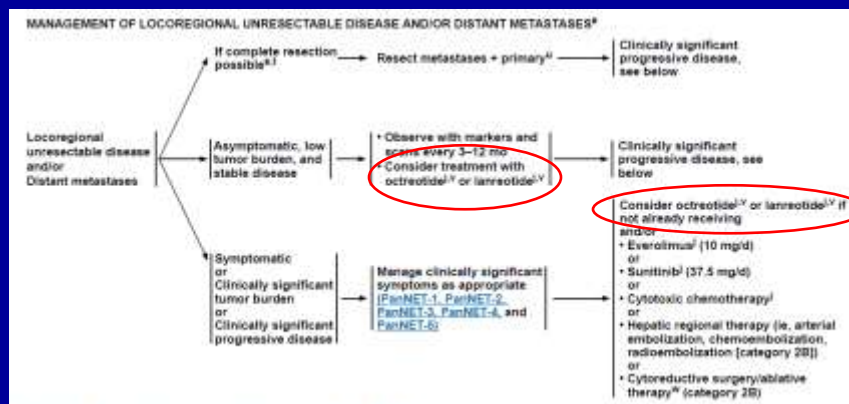 MANAGEMENT OF LOCOREGIONAL UNRESECTABLE DISEASE AND/OR DISTANT METASTASES
If complete resection
possible
Resect metastases + primary
Clinically significant
progressive disease,
see below
Locoregional
unresectable disease
and/or
Distant metastases
Asymptomatic, low
tumor burden, and
stable disease
• Observe with markers and
scans every 3–12 mo
• Consider treatment with
octreotide or lanreotide
Clinically significant
progressive disease, see
below
Symptomatic
or
Clinically significant
tumor burden
or
Clinically significant
progressive disease
Manage clinically significant
symptoms as appropriate
(PanNET-1, PanNET-2,
PanNET-3, PanNET-4, and
PanNET-5)
Consider octreotide or lanreotide if
not already receiving
and/or
• Everolimus (10 mg/d)
or
• Sunitinib (37.5 mg/d)
or
• Cytotoxic chemotherapy
or
• Hepatic regional therapy (ie, arterial
embolization, chemoembolization,
radioembolization [category 2B])
or
• Cytoreductive surgery/ablative
therapy (category 2B)